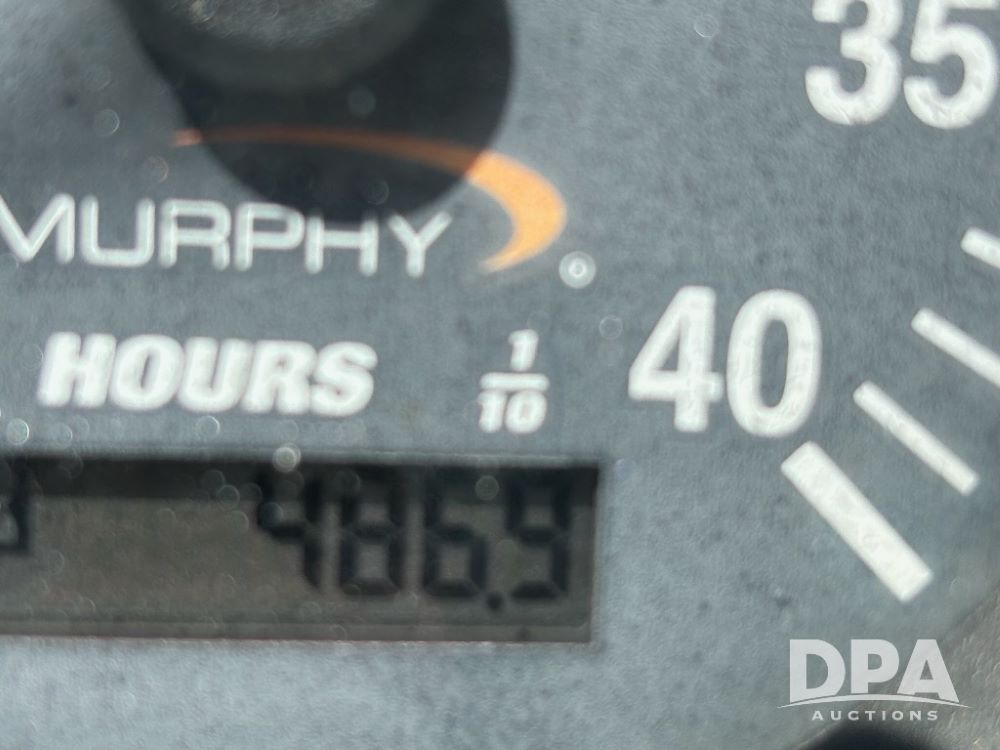 35
MURPHY
HOURS 1/10
40
486.9
DPA
AUCTIONS